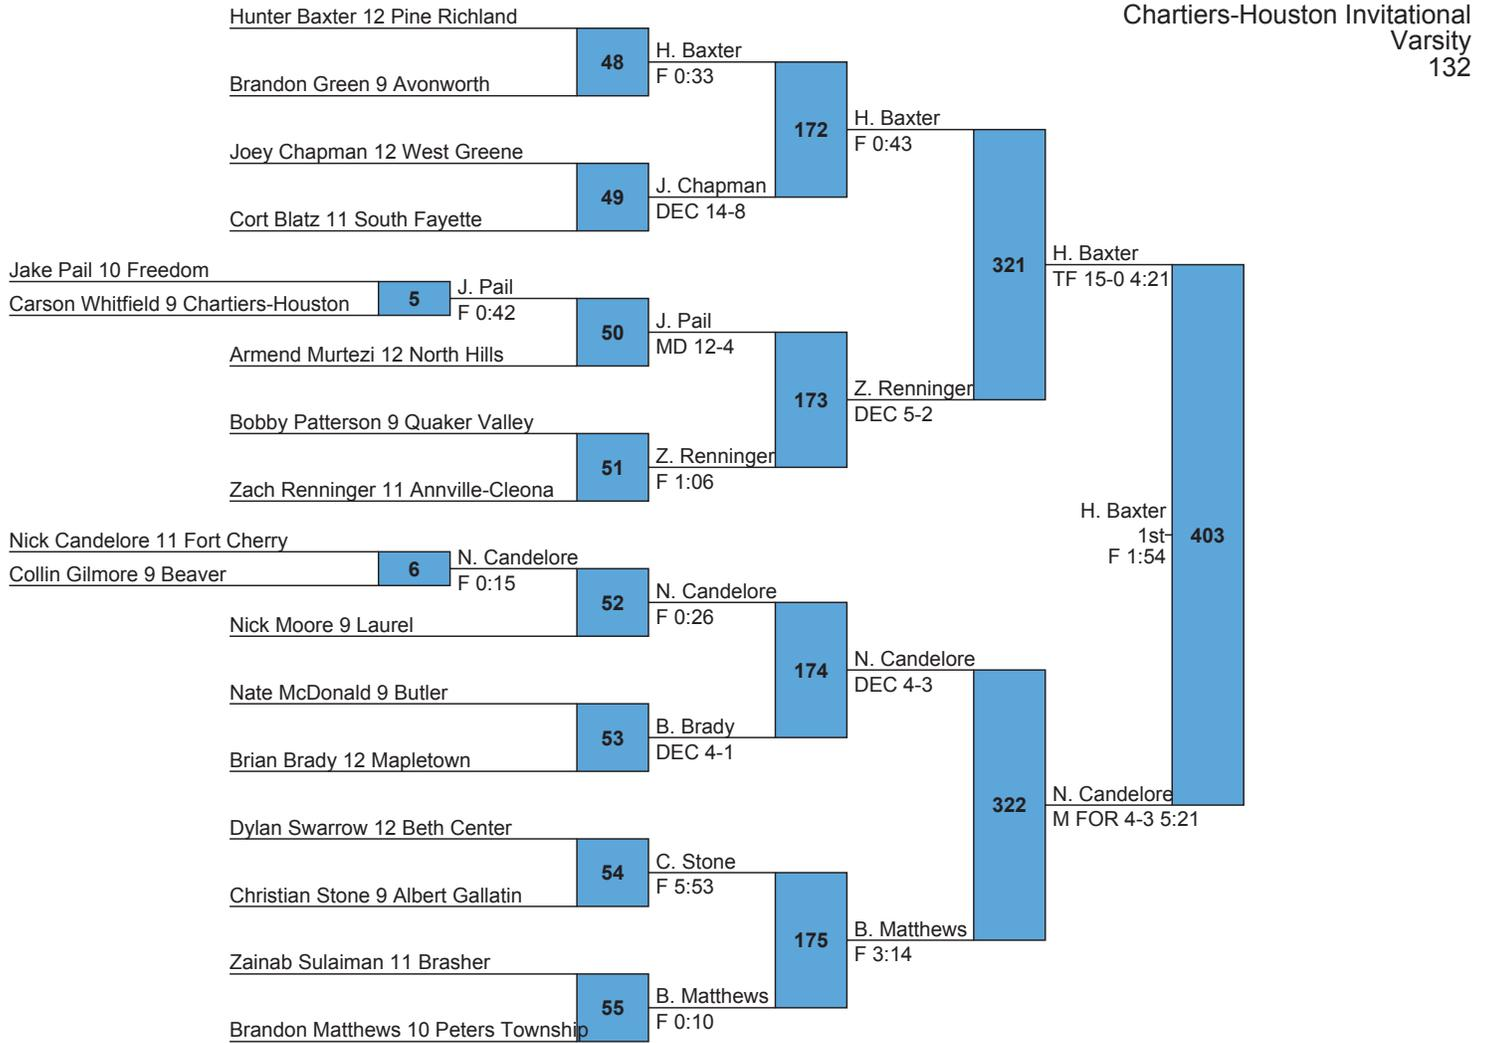 Chartiers-Houston Invitational
Varsity
132
Hunter Baxter 12 Pine Richland
48
H. Baxter
F 0:33
Brandon Green 9 Avonworth
172
H. Baxter
F 0:43
Joey Chapman 12 West Greene
49
J. Chapman
DEC 14-8
Cort Blatz 11 South Fayette
321
H. Baxter
TF 15-0 4:21
Jake Pail 10 Freedom
5
J. Pail
F 0:42
Carson Whitfield 9 Chartiers-Houston
50
J. Pail
MD 12-4
Armend Murtezi 12 North Hills
173
Z. Renninger
DEC 5-2
Bobby Patterson 9 Quaker Valley
51
Z. Renninger
F 1:06
Zach Renninger 11 Annville-Cleona
H. Baxter
1st
F 1:54
403
Nick Candelore 11 Fort Cherry
6
N. Candelore
F 0:15
Collin Gilmore 9 Beaver
52
N. Candelore
F 0:26
Nick Moore 9 Laurel
174
N. Candelore
DEC 4-3
Nate McDonald 9 Butler
53
B. Brady
DEC 4-1
Brian Brady 12 Mapletown
322
N. Candelore
M FOR 4-3 5:21
Dylan Swarrow 12 Beth Center
54
C. Stone
F 5:53
Christian Stone 9 Albert Gallatin
175
B. Matthews
F 3:14
Zainab Sulaiman 11 Brasher
55
B. Matthews
F 0:10
Brandon Matthews 10 Peters Township